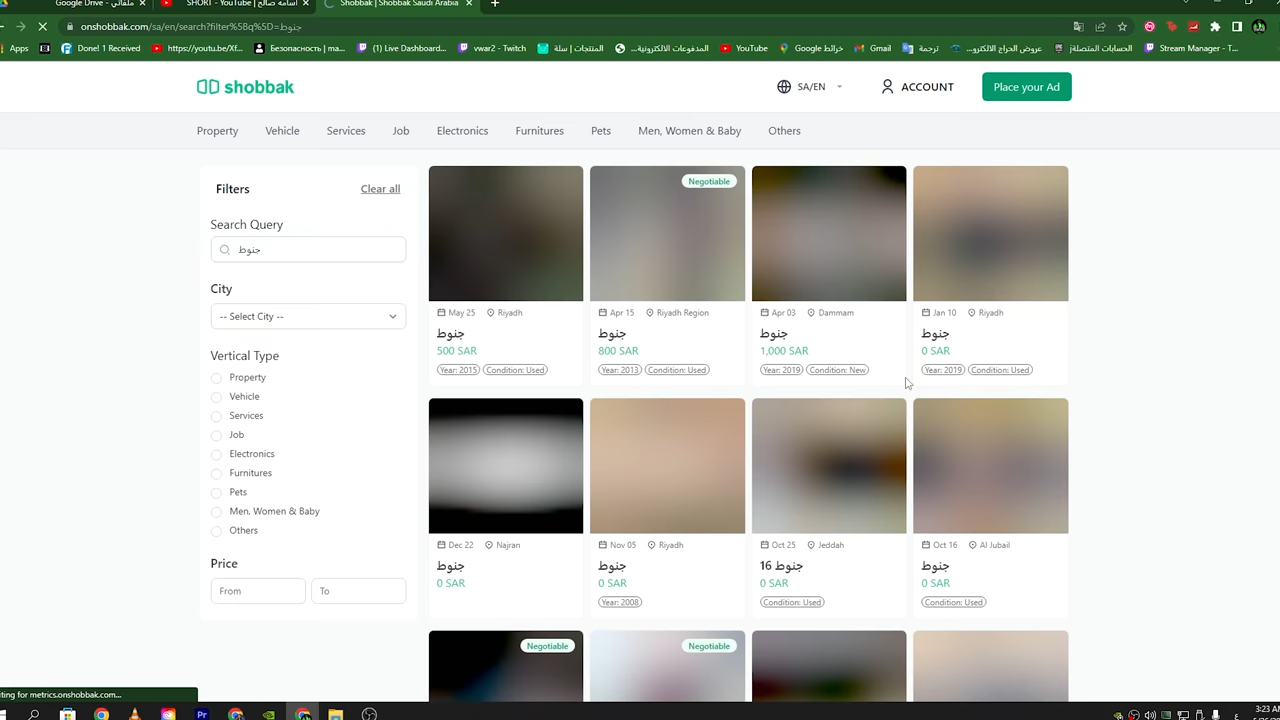 Google Drive - ملفاتي
SHORT - YouTube
أسامه صالح
Shobbak | Shobbak Saudi Arabia
onshobbak.com/sa/en/search?filter%5Bq%5D=جنوط
Apps
Done! 1 Received
https://youtu.be/Xf...
Безопасность | ma...
(1) Live Dashboard...
vwar2 - Twitch
المنتجات | سلة
المدفوعات الالكترونية...
YouTube
خرائط Google
Gmail
ترجمة
عروض الحراج الالكترو...
Stream Manager - T...
shobbak
SA/EN
ACCOUNT
Place your Ad
Property Vehicle Services Job Electronics Furnitures Pets Men, Women & Baby Others
Filters
Clear all
Search Query
جنوط
City
-- Select City --
Vertical Type
Property
Vehicle
Services
Job
Electronics
Furnitures
Pets
Men, Women & Baby
Others
Price
From To
Negotiable
May 25 Riyadh
جنوط
500 SAR
Year: 2015 Condition: Used
Apr 15 Riyadh Region
جنوط
800 SAR
Year: 2013 Condition: Used
Apr 03 Dammam
جنوط
1,000 SAR
Year: 2019 Condition: New
Jan 10 Riyadh
جنوط
0 SAR
Year: 2019 Condition: Used
Dec 22 Najran
جنوط
0 SAR
Nov 05 Riyadh
جنوط
0 SAR
Year: 2008
Oct 25 Jeddah
جنوط 16
0 SAR
Condition: Used
Oct 16 Al Jubail
جنوط
0 SAR
Condition: Used
Negotiable
Negotiable
iting for metrics.onshobbak.com...
3:23 A